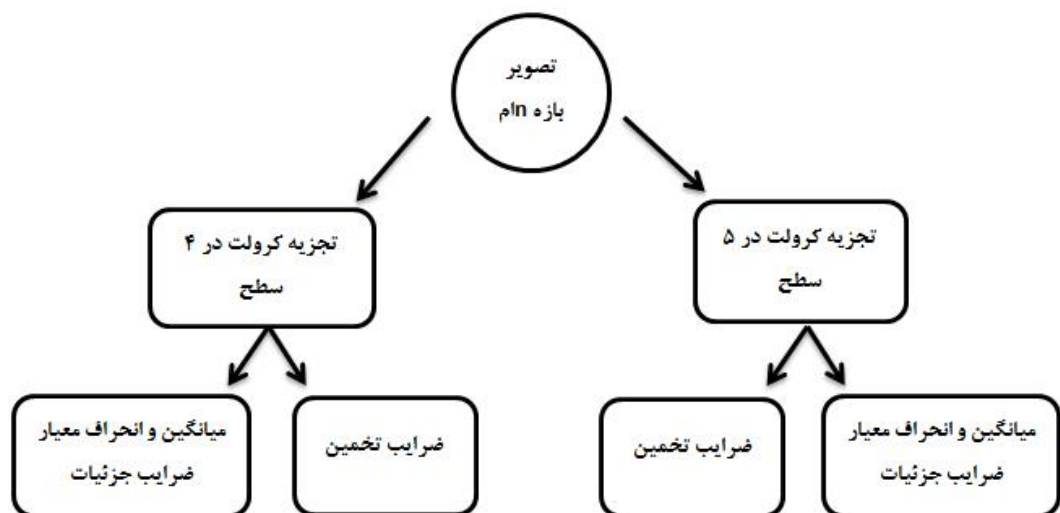 تصویر
بازه nام
تجزیه کرولت در ۵
سطح
تجزیه کرولت در ۴
سطح
میانگین و انحراف معیار
ضرایب جزئیات
ضرایب تخمین
ضرایب تخمین
میانگین و انحراف معیار
ضرایب جزئیات